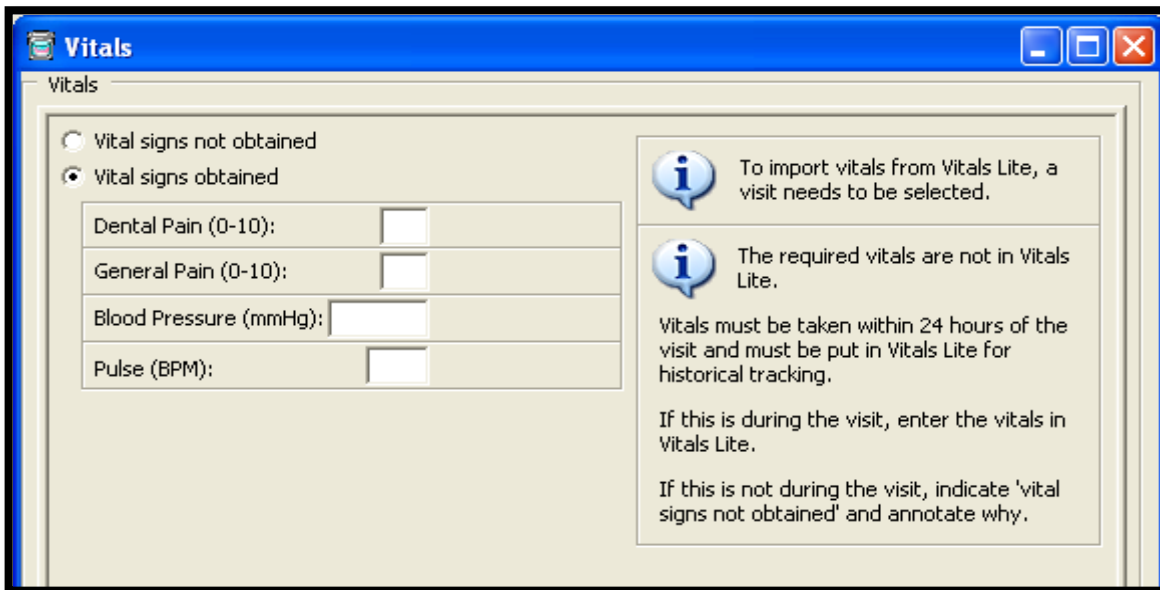 Vitals
Vitals
Vital signs not obtained
Vital signs obtained
Dental Pain (0-10):
General Pain (0-10):
Blood Pressure (mmHg):
Pulse (BPM):
To import vitals from Vitals Lite, a
visit needs to be selected.
The required vitals are not in Vitals
Lite.
Vitals must be taken within 24 hours of the
visit and must be put in Vitals Lite for
historical tracking.
If this is during the visit, enter the vitals in
Vitals Lite.
If this is not during the visit, indicate 'vital
signs not obtained' and annotate why.